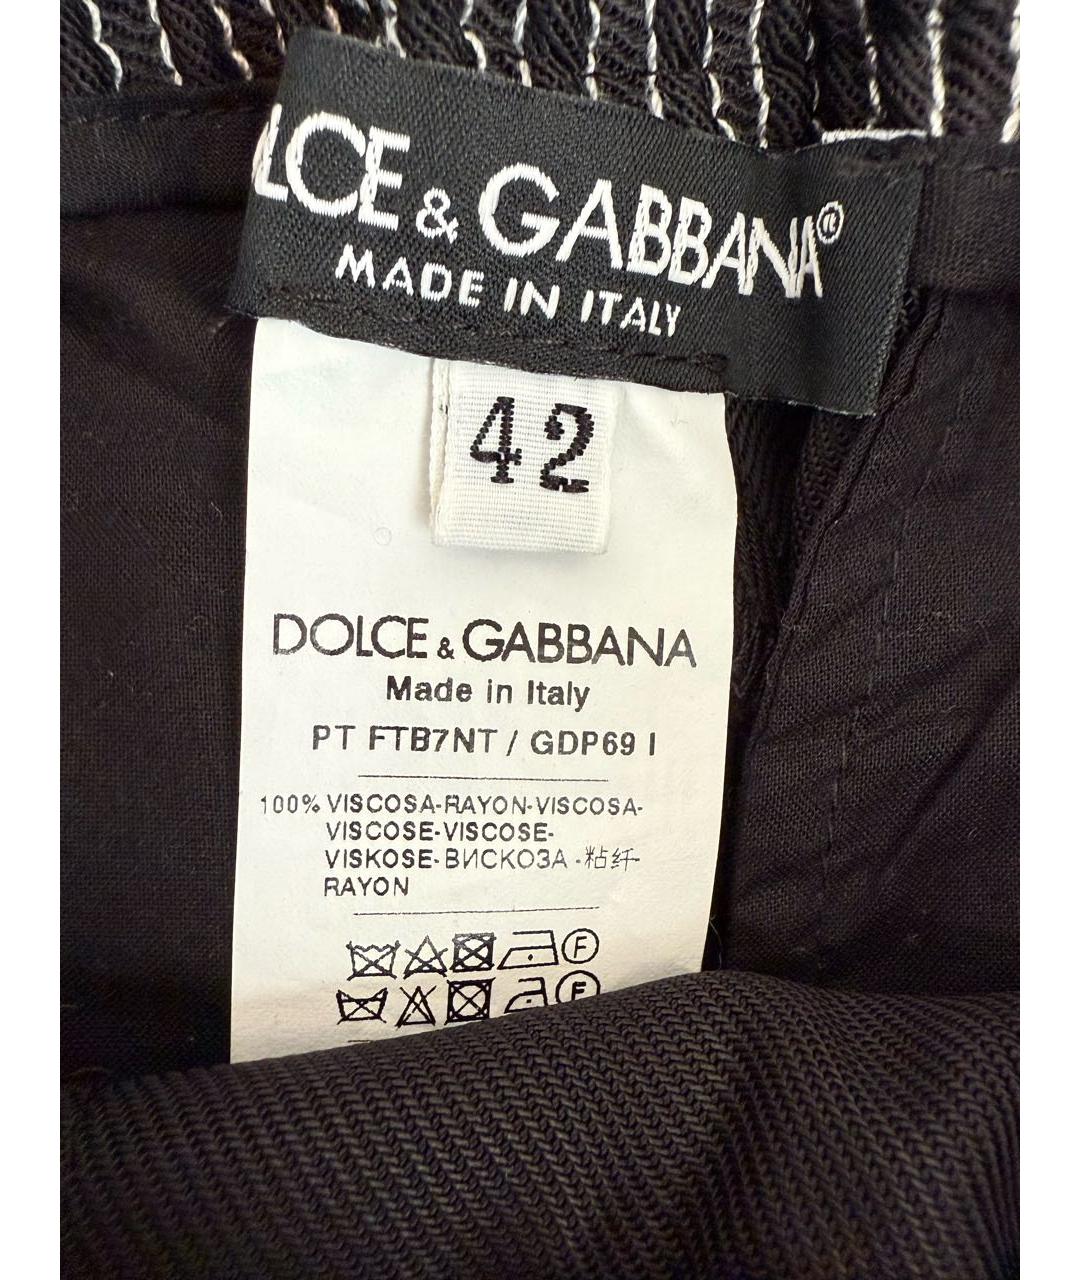 OLCE & GABBANA®
MADE IN ITALY
42
DOLCE & GABBANA
Made in Italy
PT FTB7NT / GDP69 I
100% VISCOSA-RAYON-VISCOSA-
VISCOSE-VISCOSE-
VISKOSE-ВИСКОЗА -粘纤-
RAYON
F
F